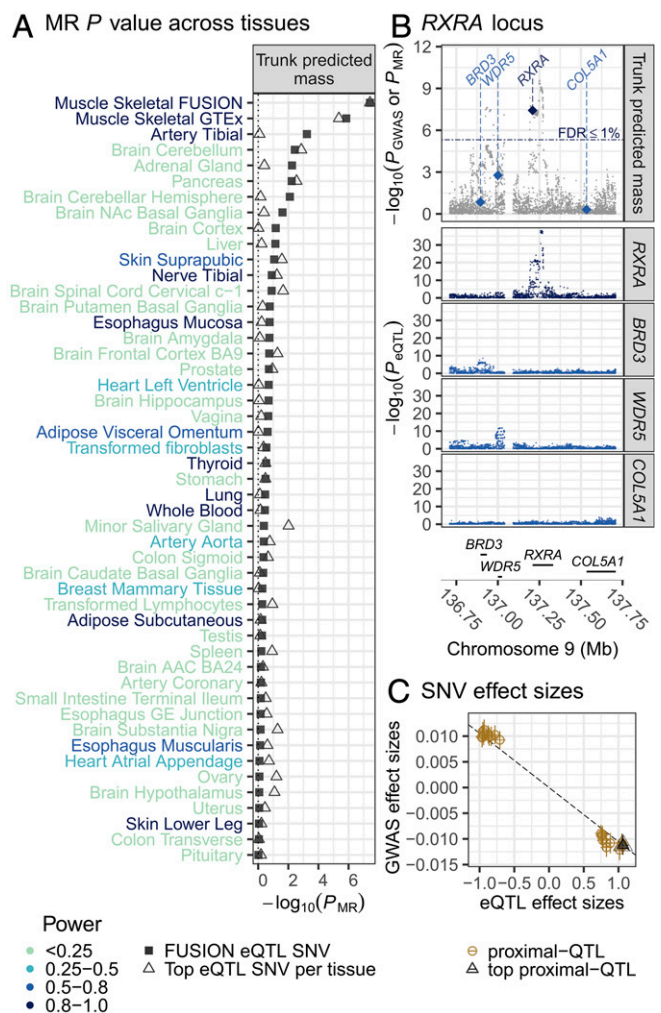 A MR P value across tissues
Trunk predicted
mass
Muscle Skeletal FUSION
Muscle Skeletal GTEx
Artery Tibial
Brain Cerebellum
Adrenal Gland
Pancreas
Brain Cerebellar Hemisphere
Brain NAc Basal Ganglia
Brain Cortex
Liver
Skin Suprapubic
Nerve Tibial
Brain Spinal Cord Cervical c−1
Brain Putamen Basal Ganglia
Esophagus Mucosa
Brain Amygdala
Brain Frontal Cortex BA9
Prostate
Heart Left Ventricle
Brain Hippocampus
Vagina
Adipose Visceral Omentum
Transformed fibroblasts
Thyroid
Stomach
Lung
Whole Blood
Minor Salivary Gland
Artery Aorta
Colon Sigmoid
Brain Caudate Basal Ganglia
Breast Mammary Tissue
Transformed Lymphocytes
Adipose Subcutaneous
Testis
Spleen
Brain AAC BA24
Artery Coronary
Small Intestine Terminal Ileum
Esophagus GE Junction
Brain Substantia Nigra
Esophagus Muscularis
Heart Atrial Appendage
Ovary
Brain Hypothalamus
Uterus
Skin Lower Leg
Colon Transverse
Pituitary
0 2 4 6
−log10(PMR)
Power
<0.25
0.25−0.5
0.5−0.8
0.8−1.0
FUSION eQTL SNV
Top eQTL SNV per tissue
B RXRA locus
−log10(PGWAS or PMR)
12
9
6
3
0
BRD3
WDR5
RXRA
COL5A1
FDR ≤ 1%
Trunk predicted mass
−log10(PeQTL)
30
20
10
0
RXRA
30
20
10
0
BRD3
30
20
10
0
WDR5
30
20
10
0
COL5A1
BRD3
WDR5
RXRA
COL5A1
136.75 137.00 137.25 137.50 137.75
Chromosome 9 (Mb)
C SNV effect sizes
GWAS effect sizes
0.010
0.005
0.000
−0.005
−0.010
−0.015
−1.0 −0.5 0.0 0.5 1.0
eQTL effect sizes
proximal−QTL
top proximal−QTL